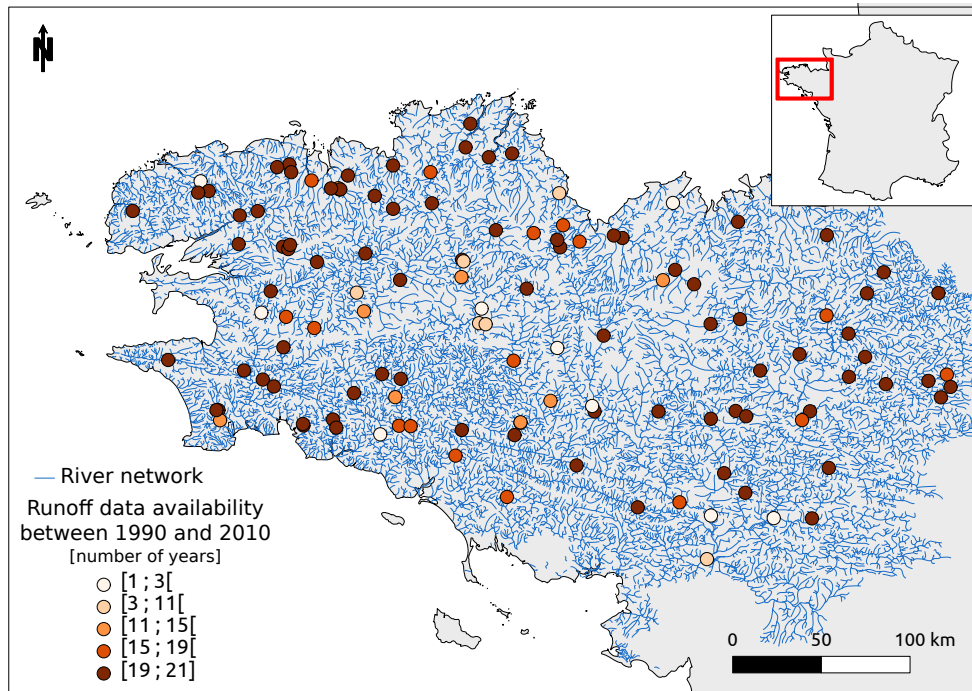 N
River network
Runoff data availability
between 1990 and 2010
[number of years]
[1 ; 3[
[3 ; 11[
[11 ; 15[
[15 ; 19[
[19 ; 21]
0 50 100 km